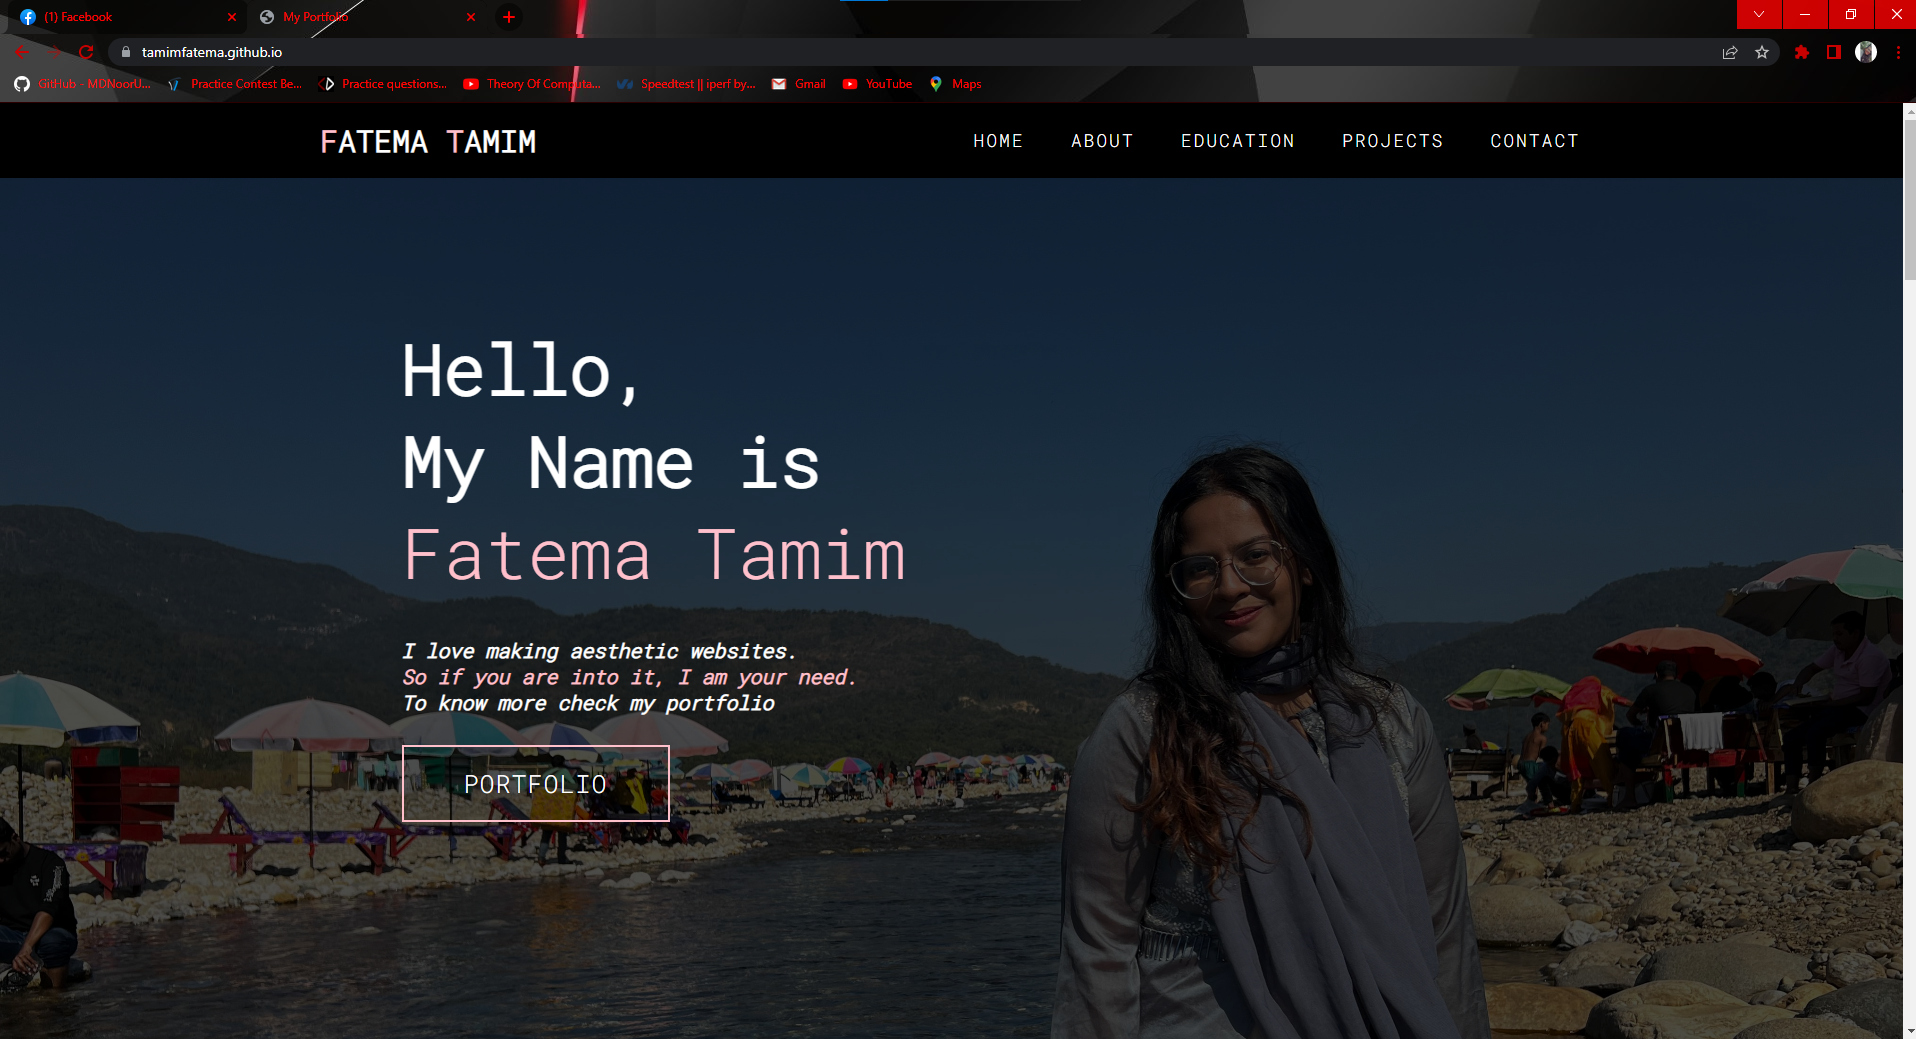 (1) Facebook
My Portfolio
tamimfatema.github.io
GitHub - MDNoorU...
Practice Contest Be...
Practice questions...
Theory Of Computa...
Speedtest || iperf by...
Gmail
YouTube
Maps
FATEMA TAMIM
HOME
ABOUT
EDUCATION
PROJECTS
CONTACT
Hello,
My Name is
Fatema Tamim
I love making aesthetic websites.
So if you are into it, I am your need.
To know more check my portfolio
PORTFOLIO